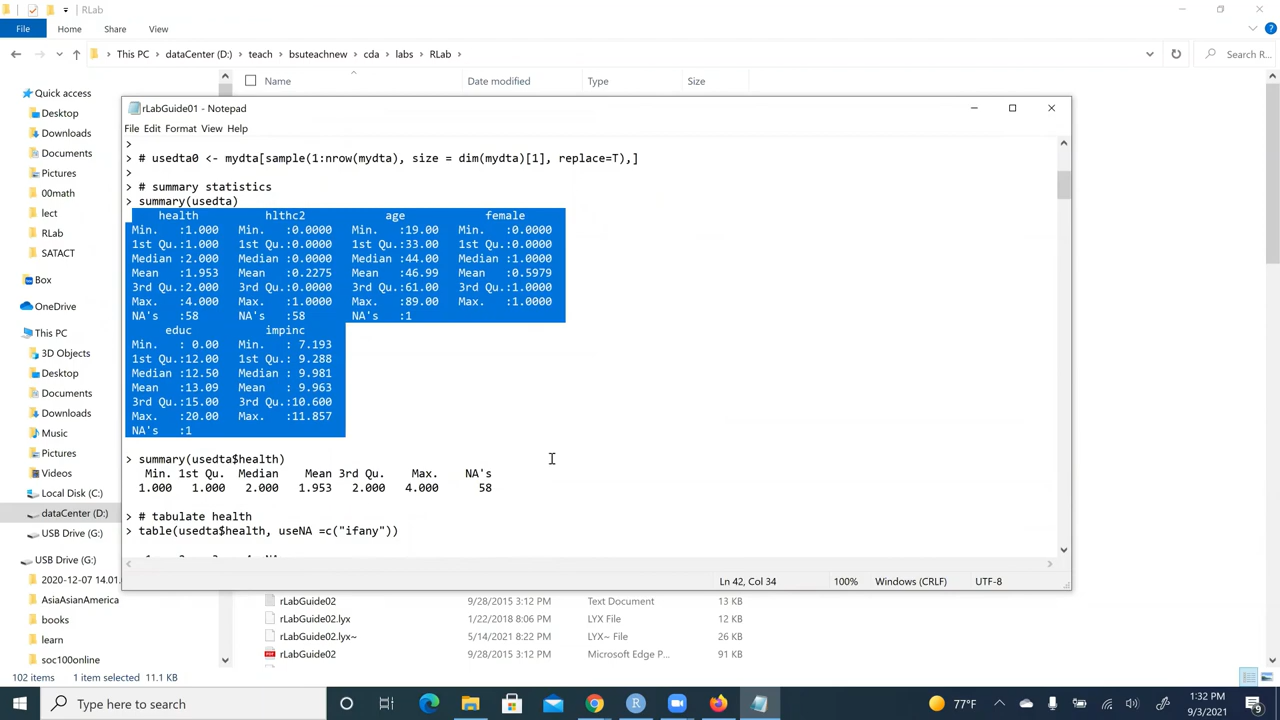 RLab
File Home Share View
This PC dataCenter (D:) teach bsuteachnew cda labs RLab Search R...
Name Date modified Type Size
Quick access
Desktop
Downloads
Documents
Pictures
00math
lect
RLab
SATACT
Box
OneDrive
This PC
3D Objects
Desktop
Documents
Downloads
Music
Pictures
Videos
Local Disk (C:)
dataCenter (D:)
USB Drive (G:)
USB Drive (G:)
2020-12-07 14.01.
AsiaAsianAmerica
books
learn
soc100online
rLabGuide01 - Notepad
File Edit Format View Help
>
> # usedta0 <- mydta[sample(1:nrow(mydta), size = dim(mydta)[1], replace=T),]
>
> # summary statistics
> summary(usedta)
health hlthc2 age female
Min. :1.000 Min. :0.0000 Min. :19.00 Min. :0.0000
1st Qu.:1.000 1st Qu.:0.0000 1st Qu.:33.00 1st Qu.:0.0000
Median :2.000 Median :0.0000 Median :44.00 Median :1.0000
Mean :1.953 Mean :0.2275 Mean :46.99 Mean :0.5979
3rd Qu.:2.000 3rd Qu.:0.0000 3rd Qu.:61.00 3rd Qu.:1.0000
Max. :4.000 Max. :1.0000 Max. :89.00 Max. :1.0000
NA's :58 NA's :58 NA's :1
educ impinc
Min. : 0.00 Min. : 7.193
1st Qu.:12.00 1st Qu.: 9.288
Median :12.50 Median : 9.981
Mean :13.09 Mean : 9.963
3rd Qu.:15.00 3rd Qu.:10.600
Max. :20.00 Max. :11.857
NA's :1
> summary(usedta$health)
Min. 1st Qu. Median Mean 3rd Qu. Max. NA's
1.000 1.000 2.000 1.953 2.000 4.000 58
> # tabulate health
> table(usedta$health, useNA =c("ifany"))
Ln 42, Col 34 100% Windows (CRLF) UTF-8
rLabGuide02 9/28/2015 3:12 PM Text Document 13 KB
rLabGuide02.lyx 1/22/2018 8:06 PM LYX File 12 KB
rLabGuide02.lyx~ 5/14/2021 8:22 PM LYX~ File 26 KB
rLabGuide02 9/28/2015 3:12 PM Microsoft Edge P... 91 KB
102 items 1 item selected 11.1 KB
Type here to search
77°F
1:32 PM
9/3/2021
9